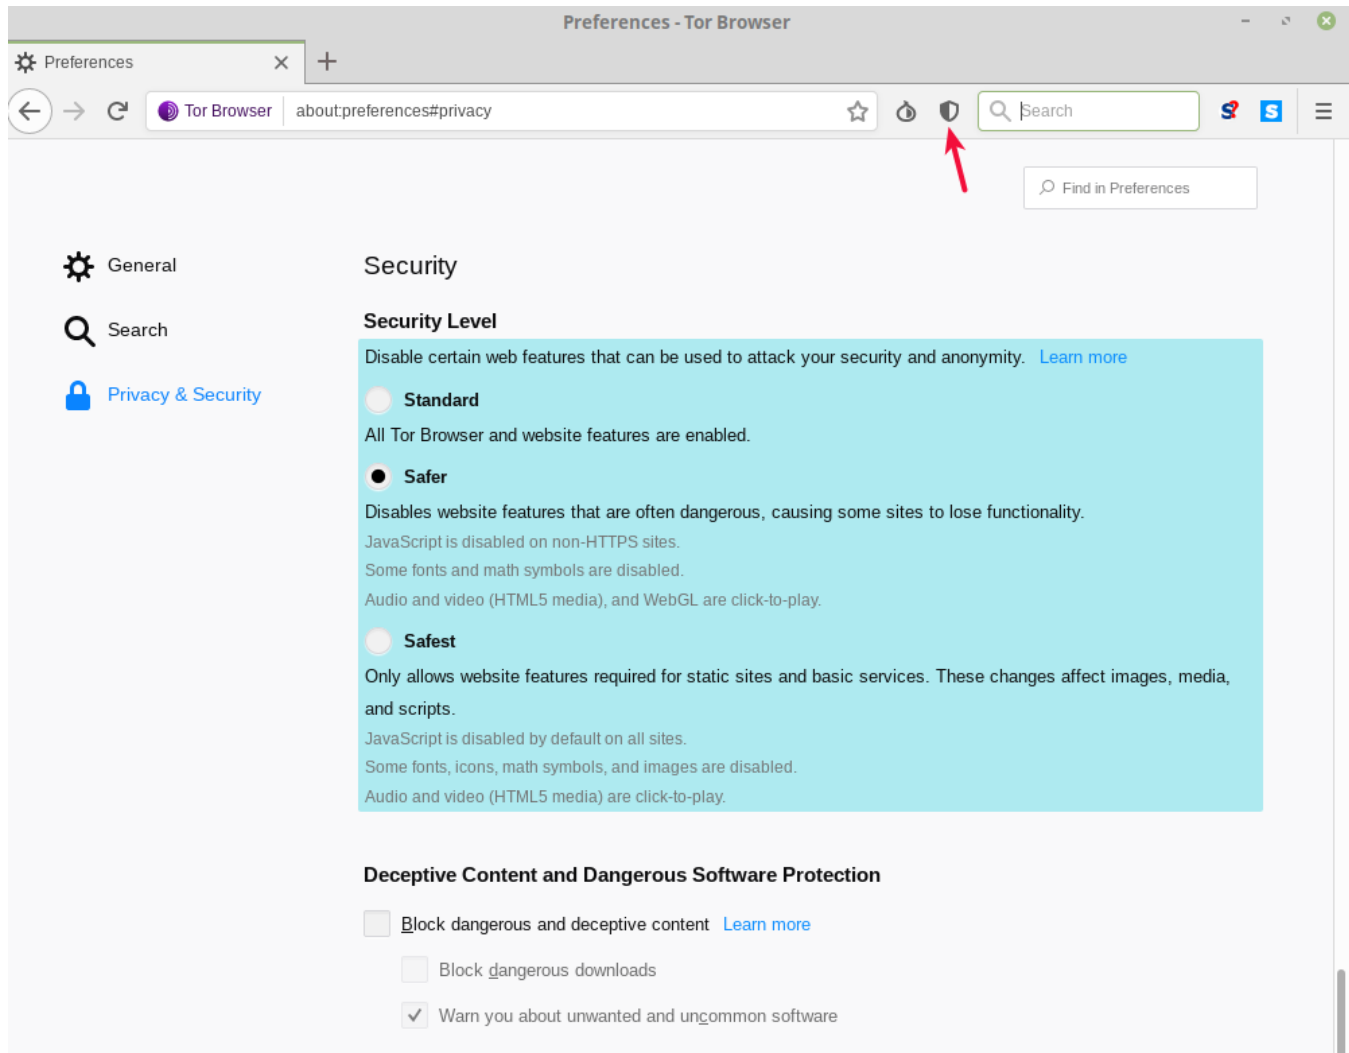 Preferences - Tor Browser
Preferences
Tor Browser about:preferences#privacy Search
Find in Preferences
General
Search
Privacy & Security
Security
Security Level
Disable certain web features that can be used to attack your security and anonymity. Learn more
Standard
All Tor Browser and website features are enabled.
Safer
Disables website features that are often dangerous, causing some sites to lose functionality.
JavaScript is disabled on non-HTTPS sites.
Some fonts and math symbols are disabled.
Audio and video (HTML5 media), and WebGL are click-to-play.
Safest
Only allows website features required for static sites and basic services. These changes affect images, media,
and scripts.
JavaScript is disabled by default on all sites.
Some fonts, icons, math symbols, and images are disabled.
Audio and video (HTML5 media) are click-to-play.
Deceptive Content and Dangerous Software Protection
Block dangerous and deceptive content Learn more
Block dangerous downloads
Warn you about unwanted and uncommon software